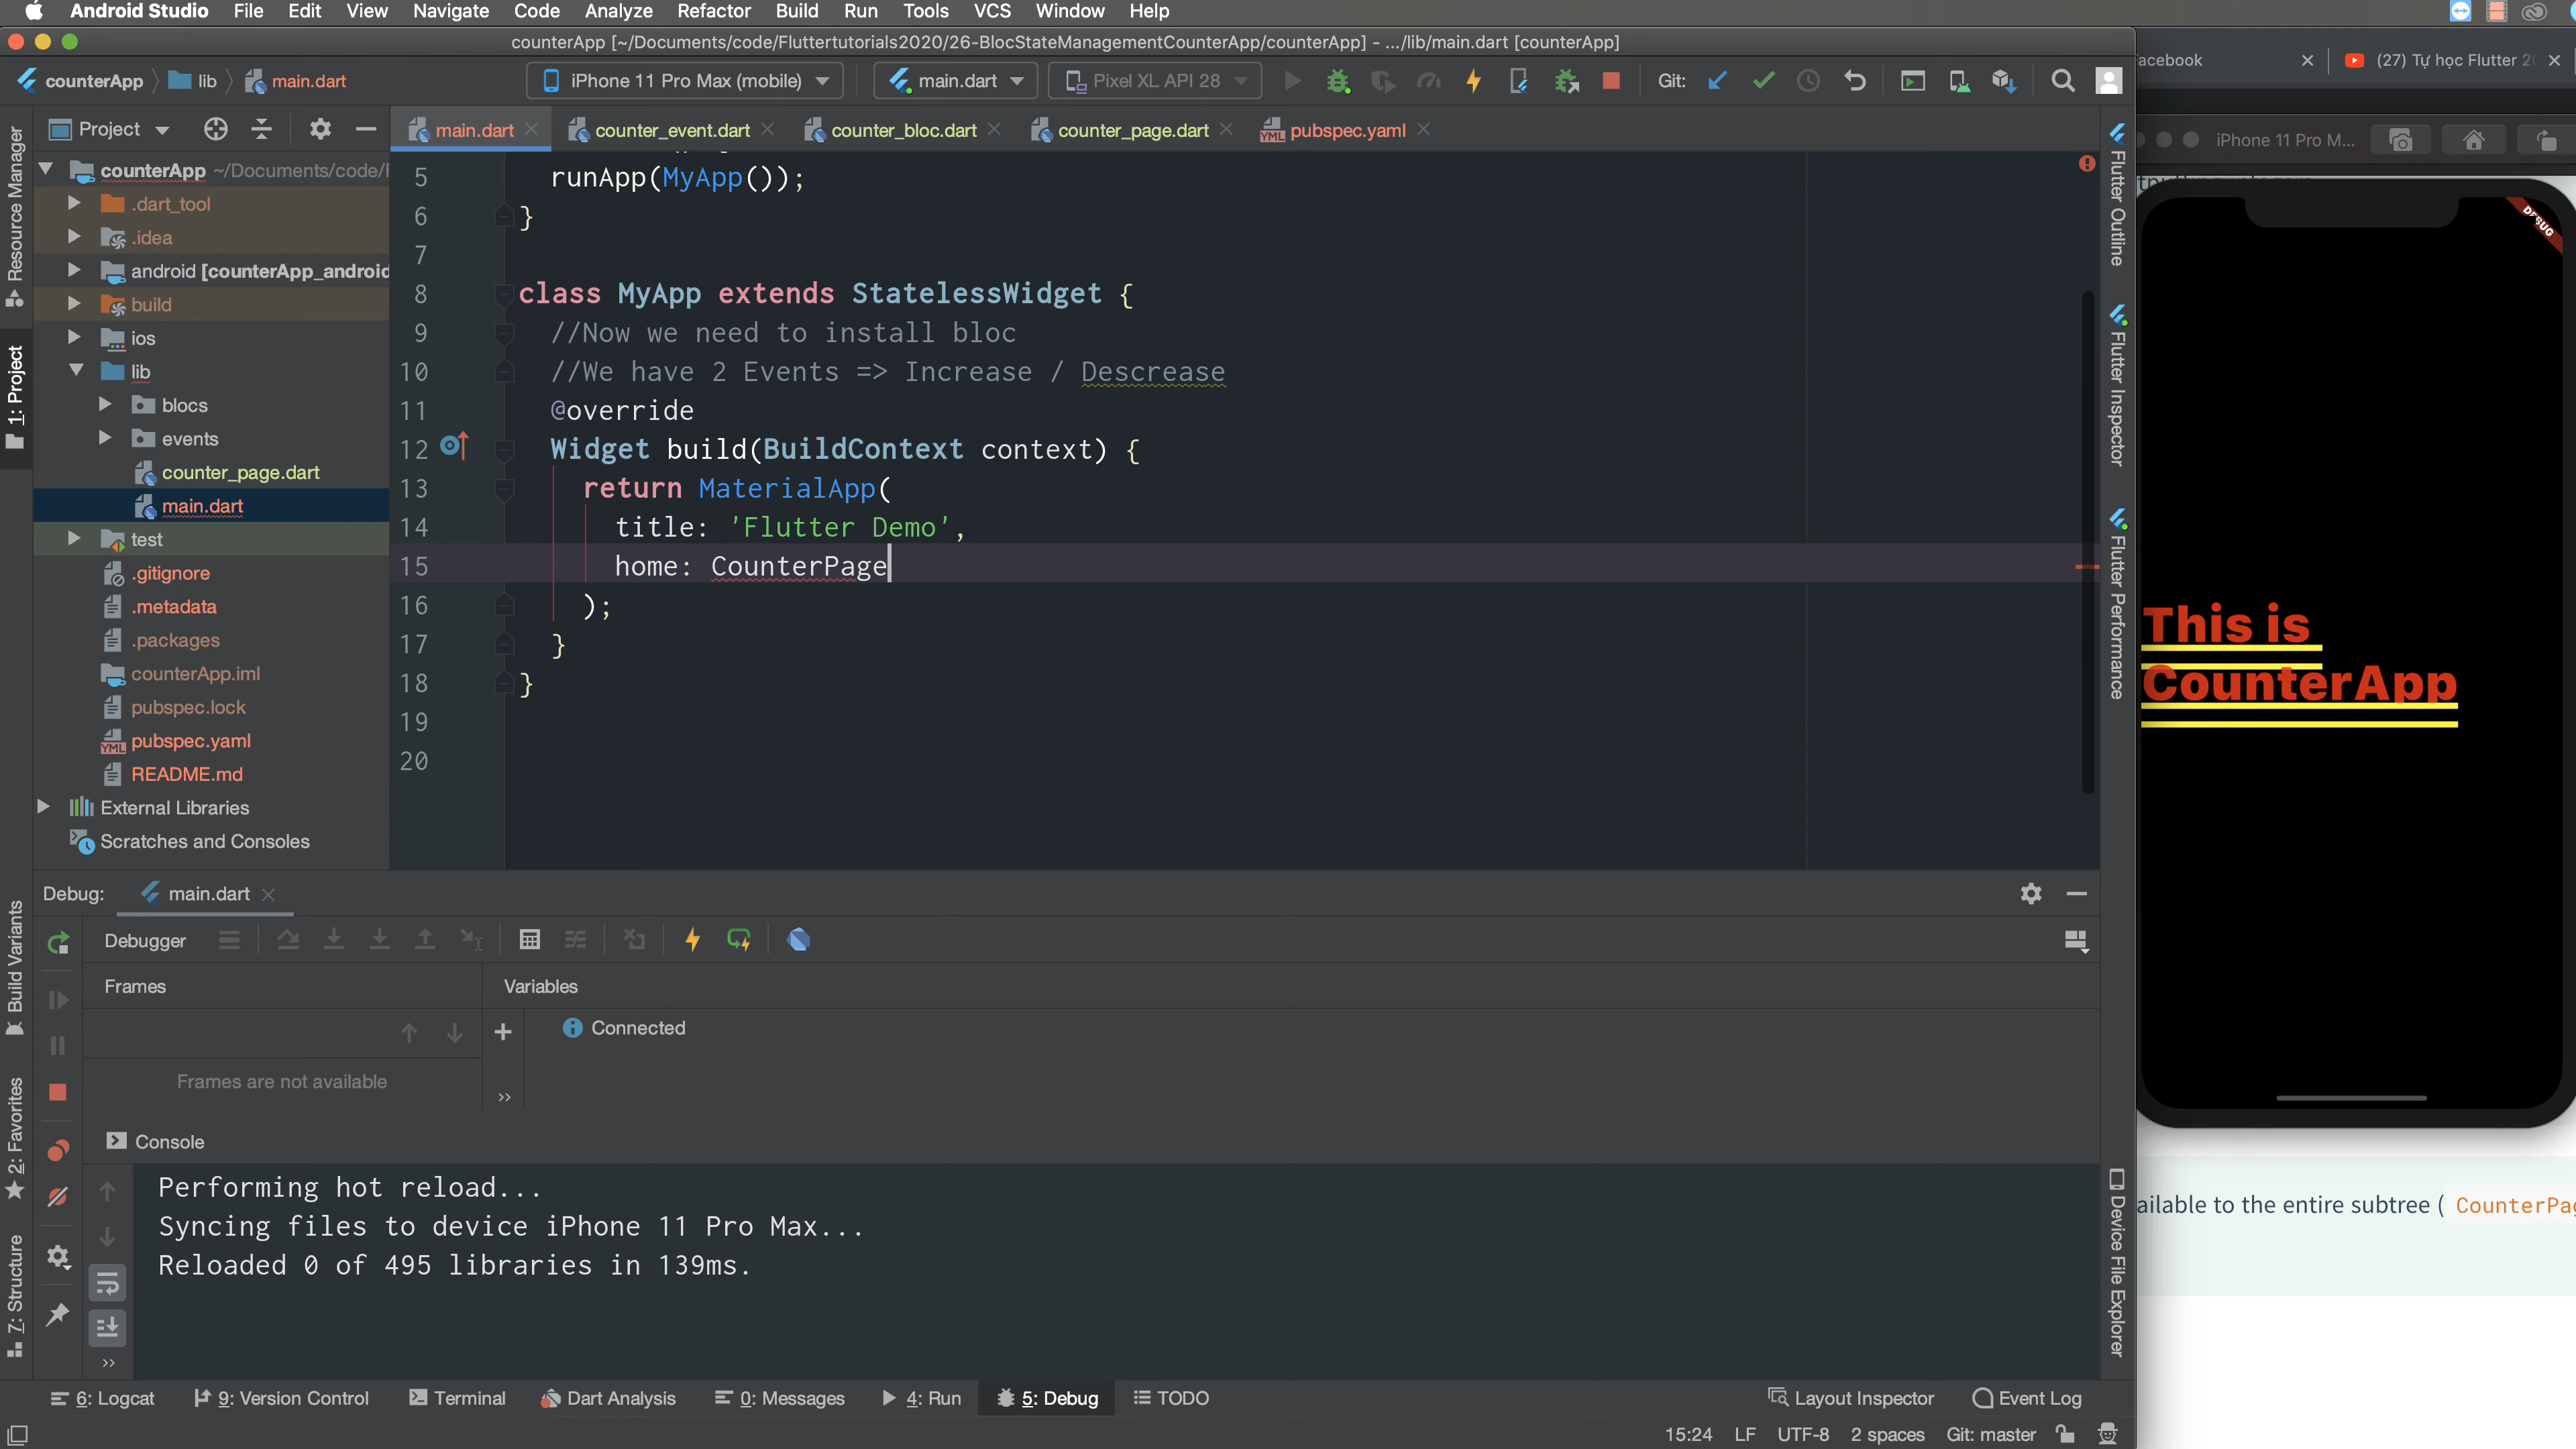 Android Studio File Edit View Navigate Code Analyze Refactor Build Run Tools VCS Window Help
counterApp [~/Documents/code/Fluttertutorials2020/26-BlocStateManagementCounterApp/counterApp] - .../lib/main.dart [counterApp]
counterApp lib main.dart iPhone 11 Pro Max (mobile) main.dart Pixel XL API 28 Git:
acebook (27) Tự học Flutter
Project main.dart counter_event.dart counter_bloc.dart counter_page.dart pubspec.yaml
iPhone 11 Pro M...
counterApp ~/Documents/code/
.dart_tool
.idea
android [counterApp_android
build
ios
lib
blocs
events
counter_page.dart
main.dart
test
.gitignore
.metadata
.packages
counterApp.iml
pubspec.lock
pubspec.yaml
README.md
External Libraries
Scratches and Consoles
5 runApp(MyApp());
6 }
7
8 class MyApp extends StatelessWidget {
9 //Now we need to install bloc
10 //We have 2 Events => Increase / Descrease
11 @override
12 Widget build(BuildContext context) {
13 return MaterialApp(
14 title: 'Flutter Demo',
15 home: CounterPage
16 );
17 }
18 }
19
20
Resource Manager
1: Project
Build Variants
2: Favorites
7: Structure
Flutter Outline
Flutter Inspector
Flutter Performance
Device File Explorer
DEBUG
This is
CounterApp
ailable to the entire subtree ( CounterPa
Debug: main.dart
Debugger
Frames Variables
Connected
Frames are not available
Console
Performing hot reload...
Syncing files to device iPhone 11 Pro Max...
Reloaded 0 of 495 libraries in 139ms.
6: Logcat 9: Version Control Terminal Dart Analysis 0: Messages 4: Run 5: Debug TODO Layout Inspector Event Log
15:24 LF UTF-8 2 spaces Git: master